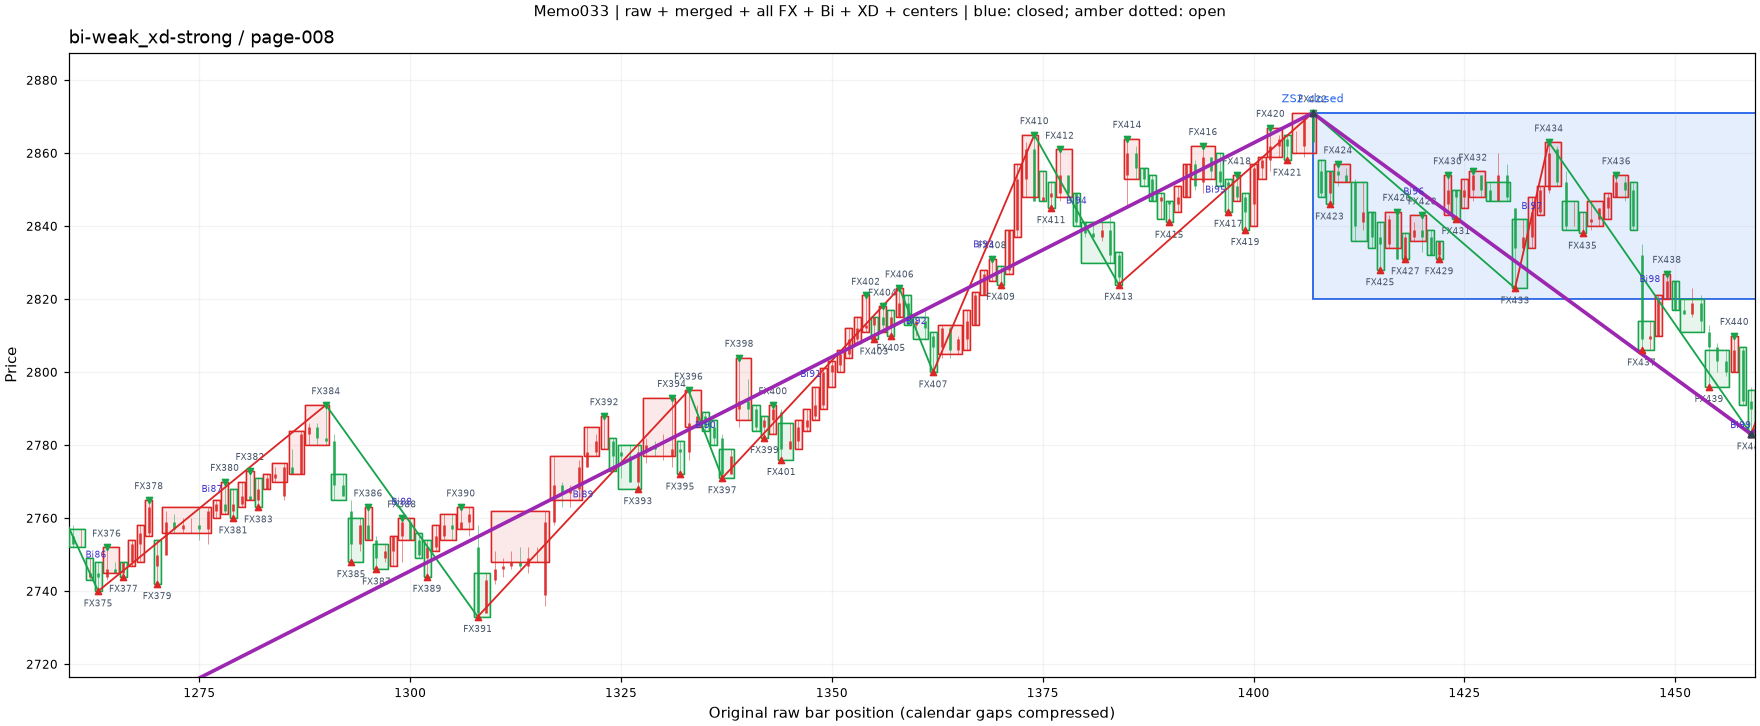 Memo033 | raw + merged + all FX + Bi + XD + centers | blue: closed; amber dotted: open
bi-weak_xd-strong / page-008
Price
2880
2860
2840
2820
2800
2780
2760
2740
2720
FX410
FX412
FX414
FX416
FX418
FX420
FX424
FX430
FX432
FX434
FX436
FX411
Bi94
Bi95
FX421
FX423
Bi96
FX417
FX415
FX419
FX431
Bi97
FX435
FX402
FX406
FX409
FX413
FX425
FX427
FX429
FX433
FX438
Bi98
FX403
FX405
FX407
FX398
FX440
FX439
FX384
FX392
FX394
FX396
Bi91
FX400
FX399
FX401
FX378
FX380
FX382
Bi87
FX386
FX390
Bi89
FX393
FX395
FX397
FX376
Bi86
FX381
FX383
FX375
FX377
FX379
FX385
FX387
FX389
FX391
1275
1300
1325
1350
1375
1400
1425
1450
Original raw bar position (calendar gaps compressed)